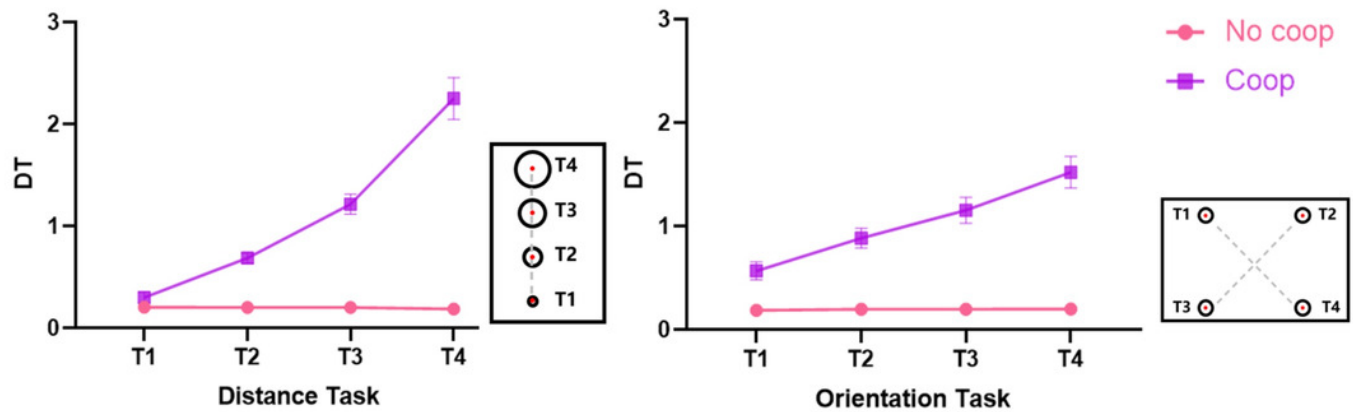 3
2
DT
1
0
T1 T2 T3 T4
Distance Task
T4
T3
T2
T1
3
2
DT
1
0
T1 T2 T3 T4
Orientation Task
No coop
Coop
T1 T2
T3 T4